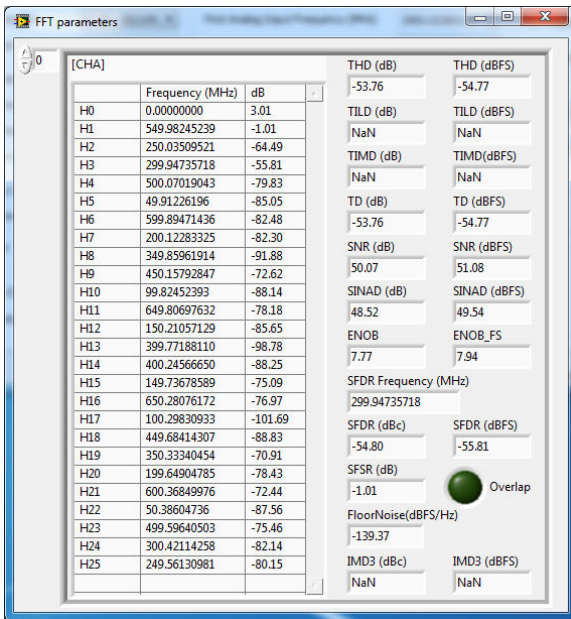 FFT parameters
0
[CHA]
Frequency (MHz) dB
H0 0.00000000 3.01
H1 549.98245239 -1.01
H2 250.03509521 -64.49
H3 299.94735718 -55.81
H4 500.07019043 -79.83
H5 49.91226196 -85.05
H6 599.89471436 -82.48
H7 200.12283325 -82.30
H8 349.85961914 -91.88
H9 450.15792847 -72.62
H10 99.82452393 -88.14
H11 649.80697632 -78.18
H12 150.21057129 -85.65
H13 399.77188110 -98.78
H14 400.24566650 -88.25
H15 149.73678589 -75.09
H16 650.28076172 -76.97
H17 100.29830933 -101.69
H18 449.68414307 -88.83
H19 350.33340454 -70.91
H20 199.64904785 -78.43
H21 600.36849976 -72.44
H22 50.38604736 -87.56
H23 499.59640503 -75.46
H24 300.42114258 -82.14
H25 249.56130981 -80.15
THD (dB) THD (dBFS)
-53.76 -54.77
TILD (dB) TILD (dBFS)
NaN NaN
TIMD (dB) TIMD(dBFS)
NaN NaN
TD (dB) TD (dBFS)
-53.76 -54.77
SNR (dB) SNR (dBFS)
50.07 51.08
SINAD (dB) SINAD (dBFS)
48.52 49.54
ENOB ENOB_FS
7.77 7.94
SFDR Frequency (MHz)
299.94735718
SFDR (dBc) SFDR (dBFS)
-54.80 -55.81
SFSR (dB)
-1.01 Overlap
FloorNoise(dBFS/Hz)
-139.37
IMD3 (dBc) IMD3 (dBFS)
NaN NaN